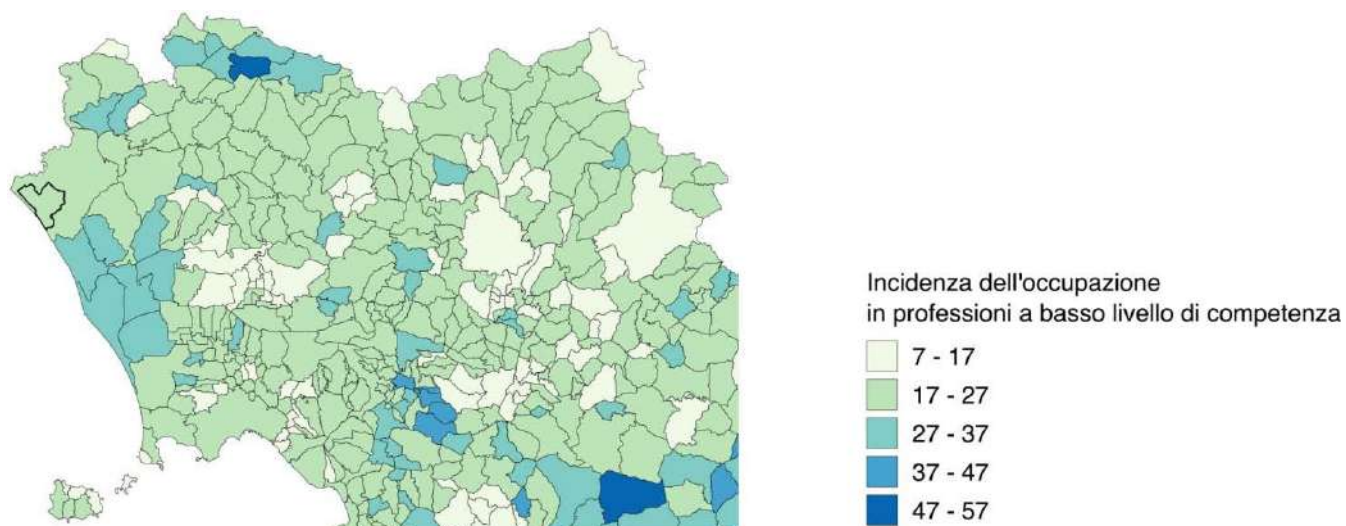 Incidenza dell'occupazione
in professioni a basso livello di competenza
7 - 17
17 - 27
27 - 37
37 - 47
47 - 57